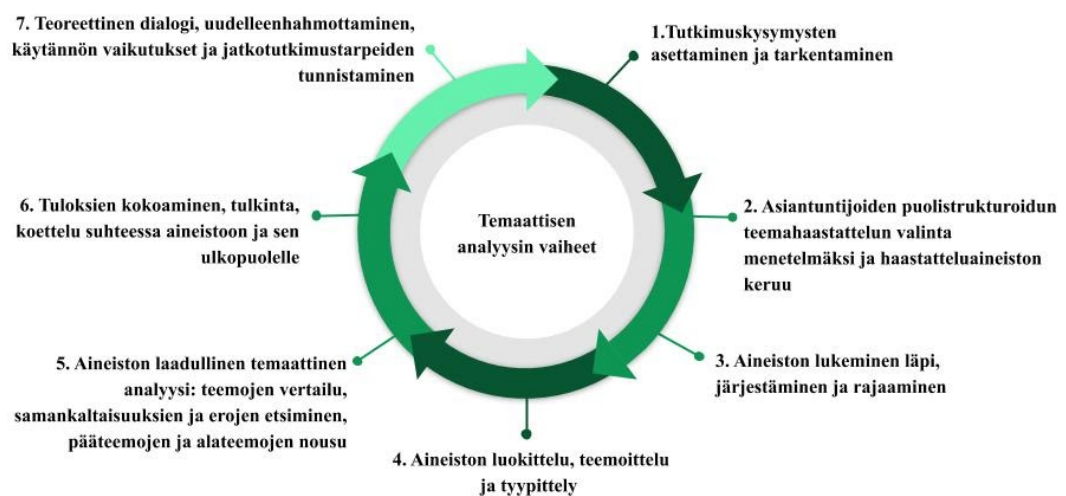 7. Teoreettinen dialogi, uudelleenhahmottaminen,
käytännön vaikutukset ja jatkotutkimustarpeiden
tunnistaminen
1.Tutkimuskysymysten
asettaminen ja tarkentaminen
6. Tuloksien kokoaminen, tulkinta,
koettelu suhteessa aineistoon ja sen
ulkopuolelle
Temaattisen
analyysin vaiheet
2. Asiantuntijoiden puolistrukturoidun
teemahaastattelun valinta
menetelmäksi ja haastatteluaineiston
keruu
5. Aineiston laadullinen temaattinen
analyysi: teemojen vertailu,
samankaltaisuuksien ja erojen etsiminen,
pääteemojen ja alateemojen nousu
3. Aineiston lukeminen läpi,
järjestäminen ja rajaaminen
4. Aineiston luokittelu, teemoittelu
ja tyypittely